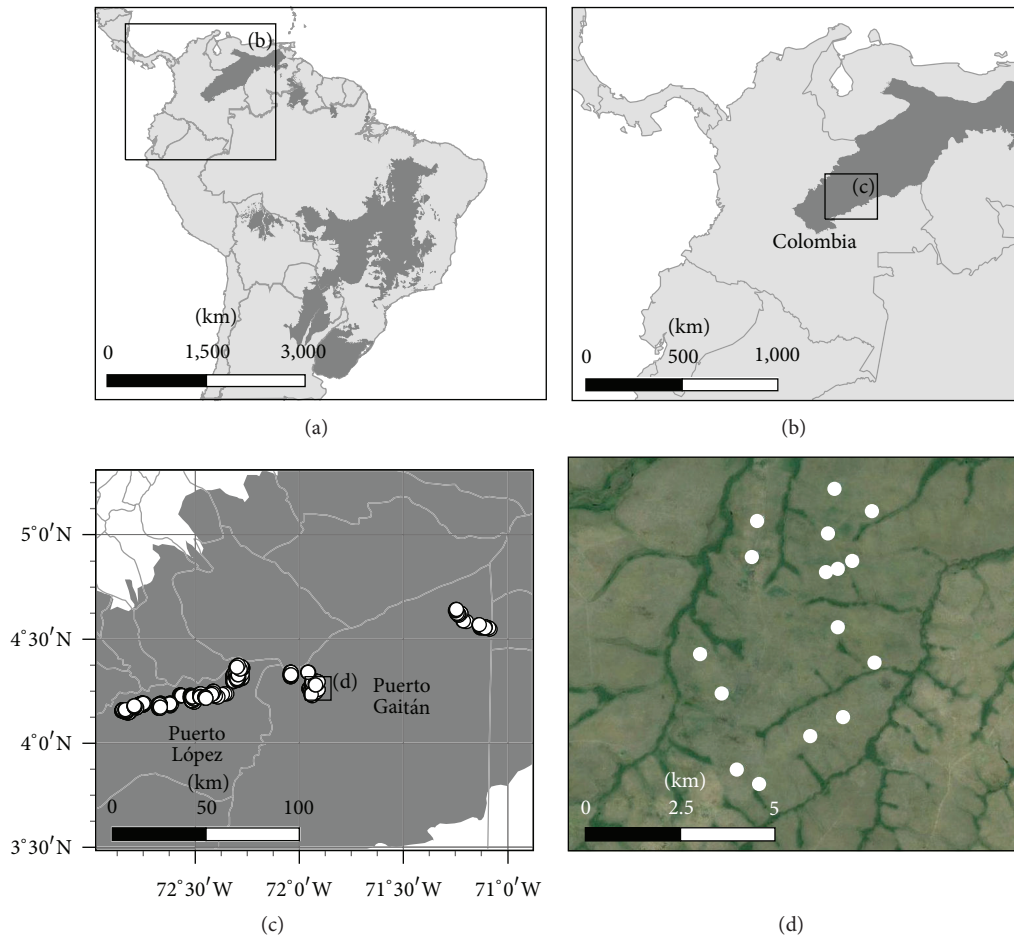 (b)
(km)
0 1,500 3,000
(a)
(c)
Colombia
(km)
0 500 1,000
(b)
5°0′N
4°30′N
4°0′N
3°30′N
(d)
Puerto
Gaitán
Puerto
López
(km)
0 50 100
72°30′W 72°0′W 71°30′W 71°0′W
(c)
(km)
0 2.5 5
(d)